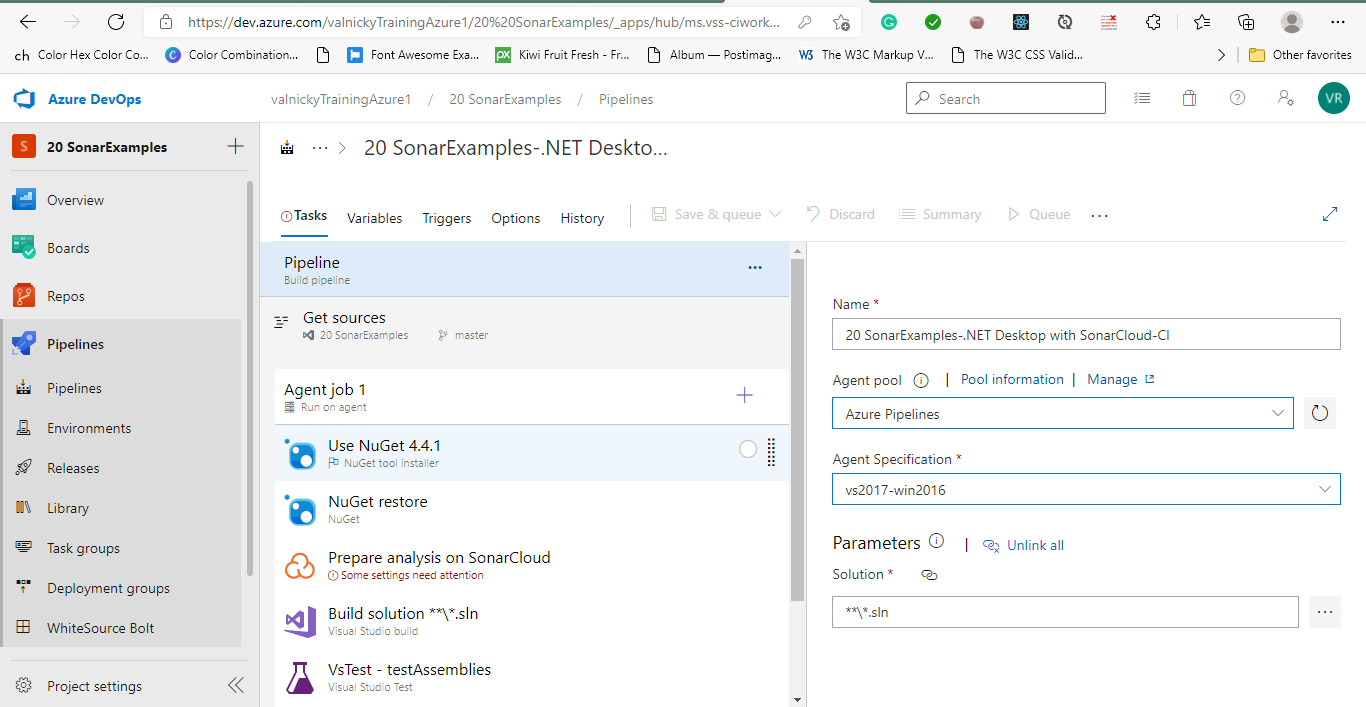 https://dev.azure.com/valnickyTrainingAzure1/20%20SonarExamples/_apps/hub/ms.vss-ciwork...
ch Color Hex Color Co... Color Combination... Font Awesome Exa... px Kiwi Fruit Fresh - Fr... Album — Postimag... W3 The W3C Markup V... The W3C CSS Valid... Other favorites
Azure DevOps
valnickyTrainingAzure1 / 20 SonarExamples / Pipelines
Search
VR
S 20 SonarExamples
Overview
Boards
Repos
Pipelines
Pipelines
Environments
Releases
Library
Task groups
Deployment groups
WhiteSource Bolt
Project settings
... > 20 SonarExamples-.NET Deskto...
Tasks Variables Triggers Options History Save & queue Discard Summary Queue ...
Pipeline
Build pipeline
Get sources
20 SonarExamples master
Agent job 1
Run on agent
Use NuGet 4.4.1
NuGet tool installer
NuGet restore
NuGet
Prepare analysis on SonarCloud
Some settings need attention
Build solution **\*.sln
Visual Studio build
VsTest - testAssemblies
Visual Studio Test
Name *
20 SonarExamples-.NET Desktop with SonarCloud-CI
Agent pool | Pool information | Manage
Azure Pipelines
Agent Specification *
vs2017-win2016
Parameters | Unlink all
Solution *
**\*.sln